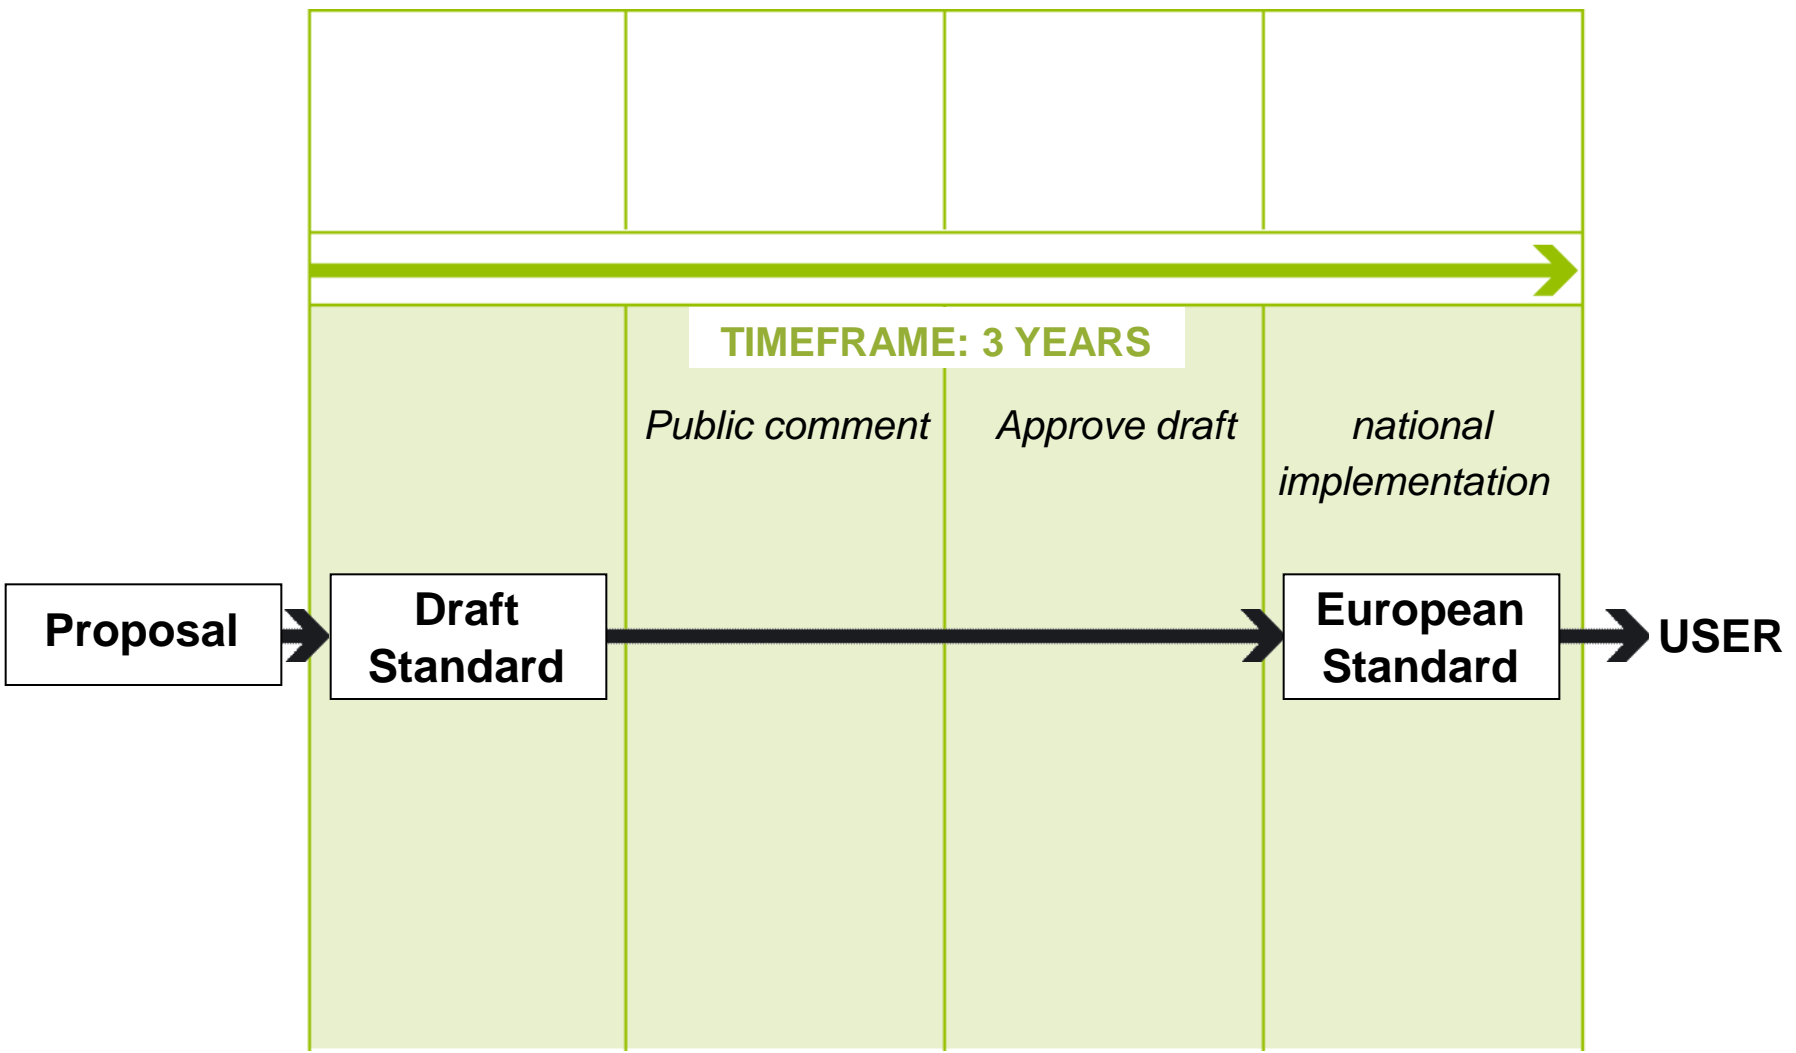 TIMEFRAME: 3 YEARS
Public comment
Approve draft
national
implementation
Proposal
Draft
Standard
European
Standard
USER